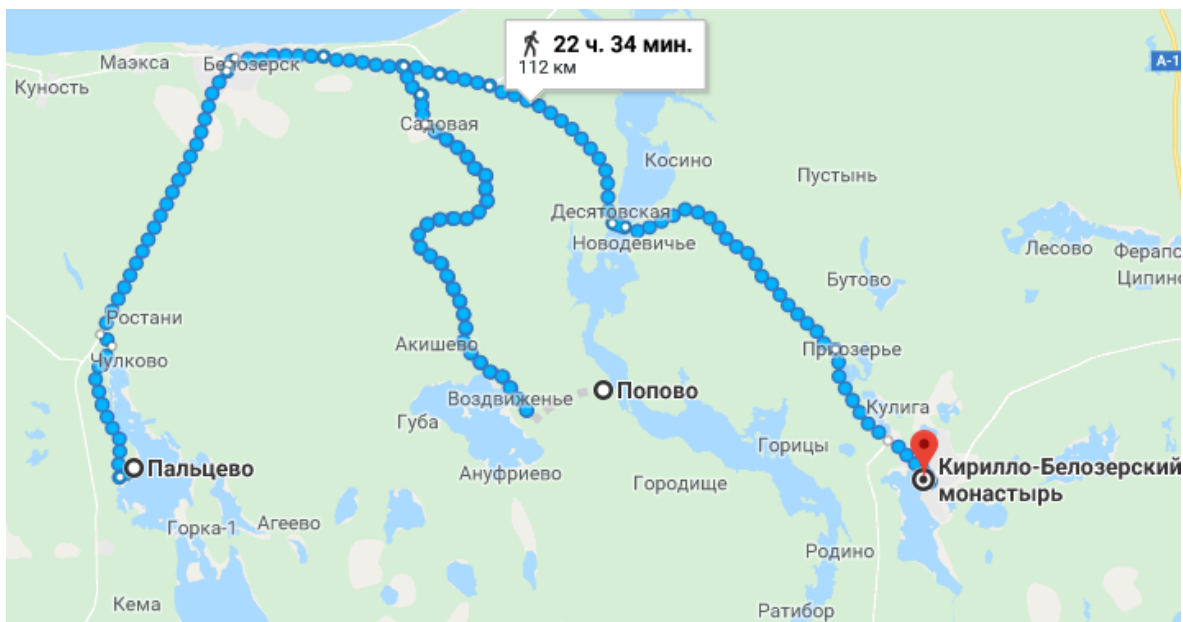 22 ч. 34 мин.
112 км
Маэкса
Белозерск
А-1
Куность
Садовая
Косино
Пустынь
Десятовская
Новодевичье
Лесово
Ферапо
Ципино
Бутово
Ростани
Чулково
Акишево
Приозерье
Воздвиженье
Попово
Губа
Кулига
Горицы
Пальцево
Ануфриево
Городище
Кирилло-Белозерский
монастырь
Горка-1
Агеево
Родино
Кема
Ратибор